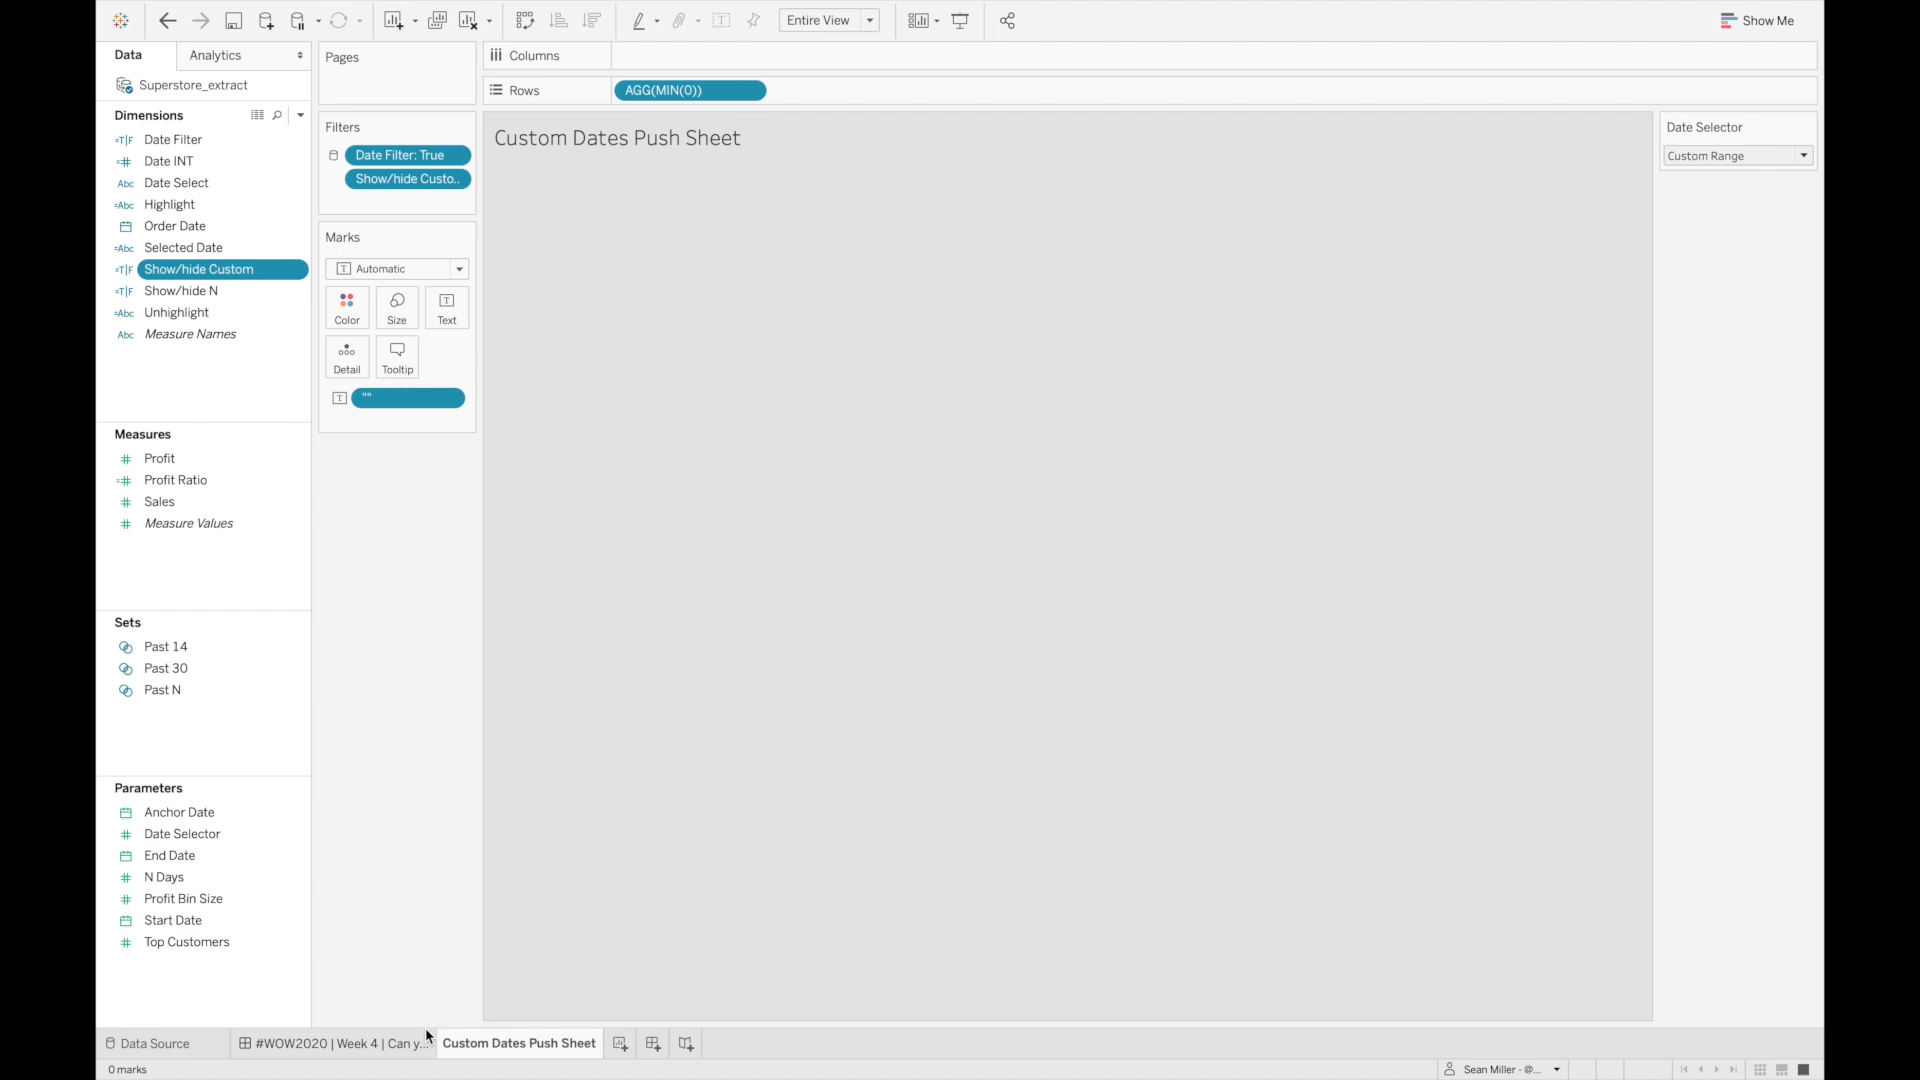 Entire View
Show Me
Data
Analytics
Superstore_extract
Dimensions
=T|F Date Filter
Date INT
Abc Date Select
=Abc Highlight
Order Date
=Abc Selected Date
=T|F Show/hide Custom
=T|F Show/hide N
=Abc Unhighlight
Abc Measure Names
Measures
Profit
Profit Ratio
Sales
Measure Values
Sets
Past 14
Past 30
Past N
Parameters
Anchor Date
Date Selector
End Date
N Days
Profit Bin Size
Start Date
Top Customers
Pages
Filters
Date Filter: True
Show/hide Custo..
Marks
T Automatic
Color
Size
T Text
Detail
Tooltip
T ""
Columns
Rows
AGG(MIN(0))
Custom Dates Push Sheet
Date Selector
Custom Range
Data Source
#WOW2020 | Week 4 | Can y...
Custom Dates Push Sheet
0 marks
Sean Miller - @...